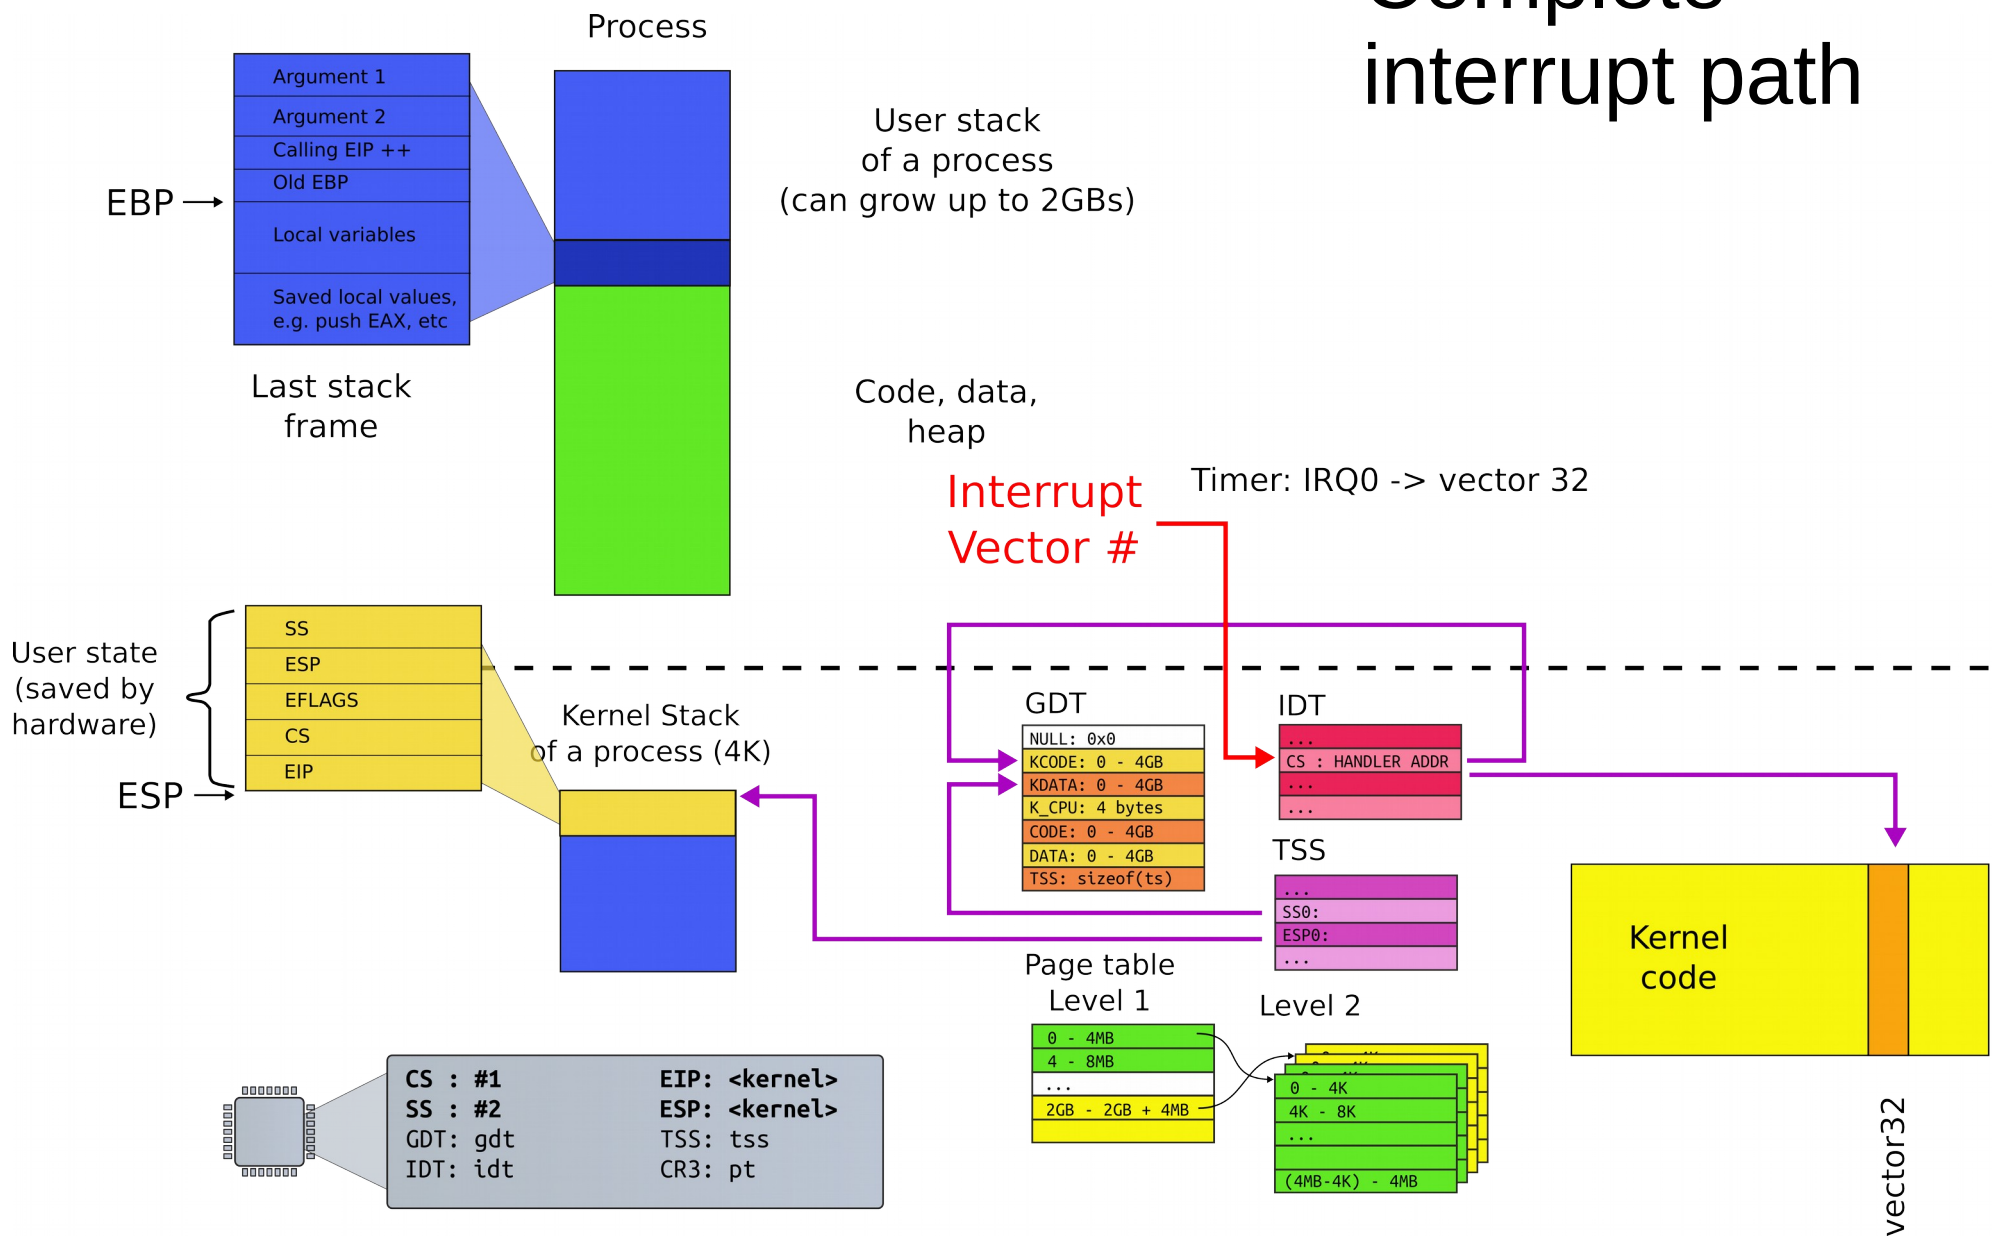 Complete
interrupt path
Process
Argument 1
Argument 2
Calling EIP ++
Old EBP
EBP
Local variables
Saved local values,
e.g. push EAX, etc
Last stack
frame
User stack
of a process
(can grow up to 2GBs)
Code, data,
heap
Interrupt
Vector #
Timer: IRQ0 -> vector 32
User state
(saved by
hardware)
SS
ESP
EFLAGS
CS
EIP
ESP
Kernel Stack
of a process (4K)
GDT
NULL: 0x0
KCODE: 0 - 4GB
KDATA: 0 - 4GB
K_CPU: 4 bytes
CODE: 0 - 4GB
DATA: 0 - 4GB
TSS: sizeof(ts)
IDT
...
CS : HANDLER ADDR
...
...
TSS
...
SS0:
ESP0:
...
Kernel
code
vector32
Page table
Level 1
0 - 4MB
4 - 8MB
...
2GB - 2GB + 4MB
Level 2
0 - 4K
4K - 8K
...
(4MB-4K) - 4MB
CS : #1 EIP: <kernel>
SS : #2 ESP: <kernel>
GDT: gdt TSS: tss
IDT: idt CR3: pt